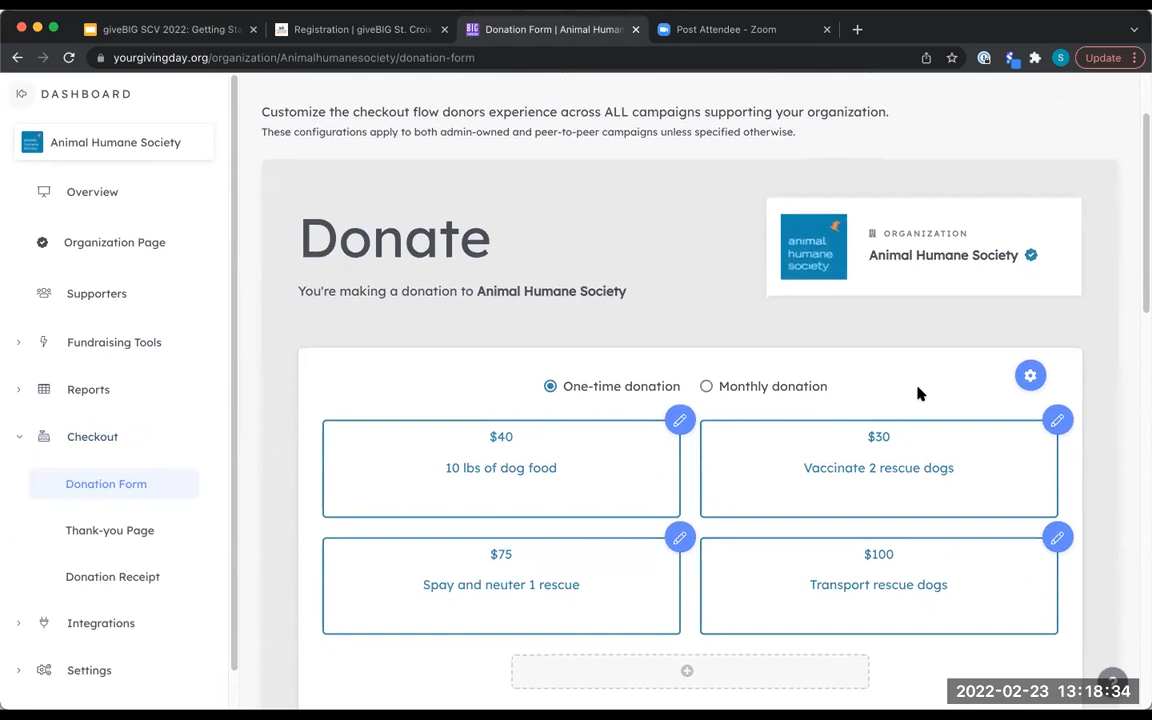 giveBIG SCV 2022: Getting Sta
Registration | giveBIG St. Croix
BIG
Donation Form | Animal Human
Post Attendee - Zoom
yourgivingday.org/organization/Animalhumanesociety/donation-form
S
Update
DASHBOARD
Animal Humane Society
Overview
Organization Page
Supporters
Fundraising Tools
Reports
Checkout
Donation Form
Thank-you Page
Donation Receipt
Integrations
Settings
Customize the checkout flow donors experience across ALL campaigns supporting your organization.
These configurations apply to both admin-owned and peer-to-peer campaigns unless specified otherwise.
Donate
You're making a donation to Animal Humane Society
animal
humane
society
ORGANIZATION
Animal Humane Society
One-time donation
Monthly donation
$40
10 lbs of dog food
$30
Vaccinate 2 rescue dogs
$75
Spay and neuter 1 rescue
$100
Transport rescue dogs
?
2022-02-23 13:18:34